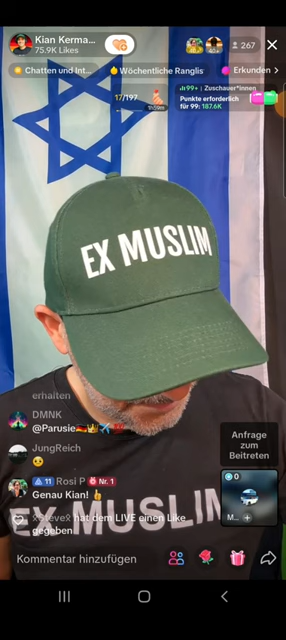 Kian Kerma...
75.9K Likes
267
Chatten und Int...
Wöchentliche Ranglis
Erkunden
17/197
99+ | Zuschauer*innen
Punkte erforderlich
für 99: 187.6K
EX MUSLIM
erhalten
DMNK
@Parusie
JungReich
11 Rosi P Nr. 1
Genau Kian!
hat dem LIVE einen Like
gegeben
EX MUSLIM
Anfrage
zum
Beitreten
0
M... +
Kommentar hinzufügen